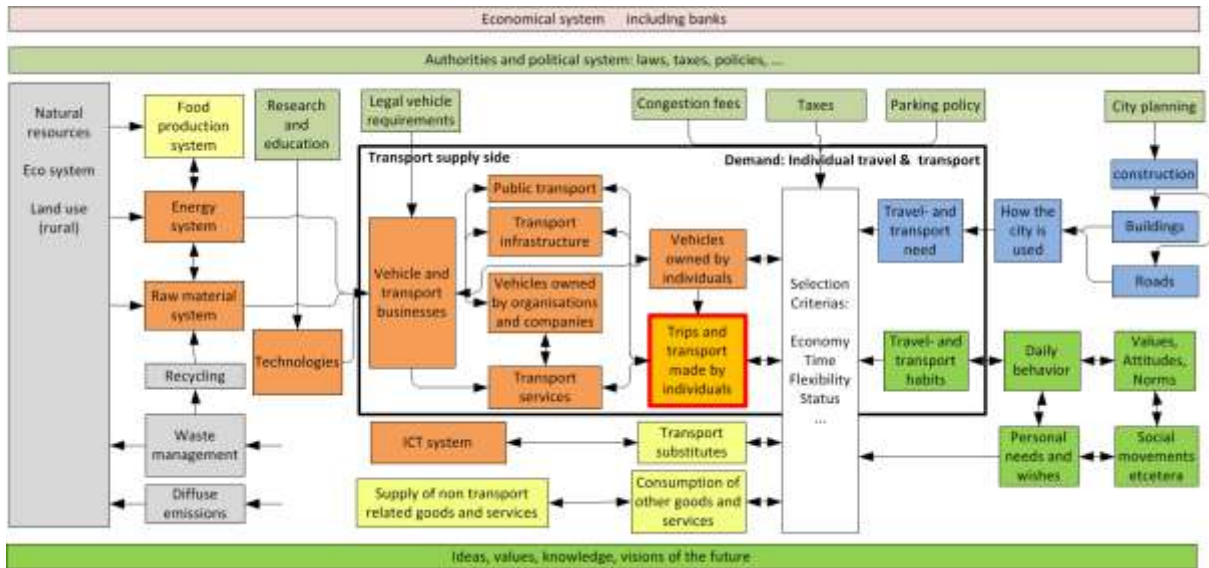 Economical system including banks
Authorities and political system: laws, taxes, policies, ...
Natural
resources
Eco system
Land use
(rural)
Food
production
system
Energy
system
Raw material
system
Recycling
Waste
management
Diffuse
emissions
Research
and
education
Technologies
Legal vehicle
requirements
Congestion fees
Taxes
Parking policy
City planning
Transport supply side
Demand: Individual travel & transport
Vehicle and
transport
businesses
Public transport
Transport
infrastructure
Vehicles owned
by organisations
and companies
Transport
services
Vehicles
owned by
individuals
Trips and
transport
made by
individuals
Selection
Criterias:
Economy
Time
Flexibility
Status
...
Travel- and
transport
need
How the
city is
used
construction
Buildings
Roads
Travel- and
transport
habits
Daily
behavior
Values,
Attitudes,
Norms
Personal
needs and
wishes
Social
movements
etcetera
ICT system
Transport
substitutes
Supply of non transport
related goods and services
Consumption of
other goods and
services
Ideas, values, knowledge, visions of the future